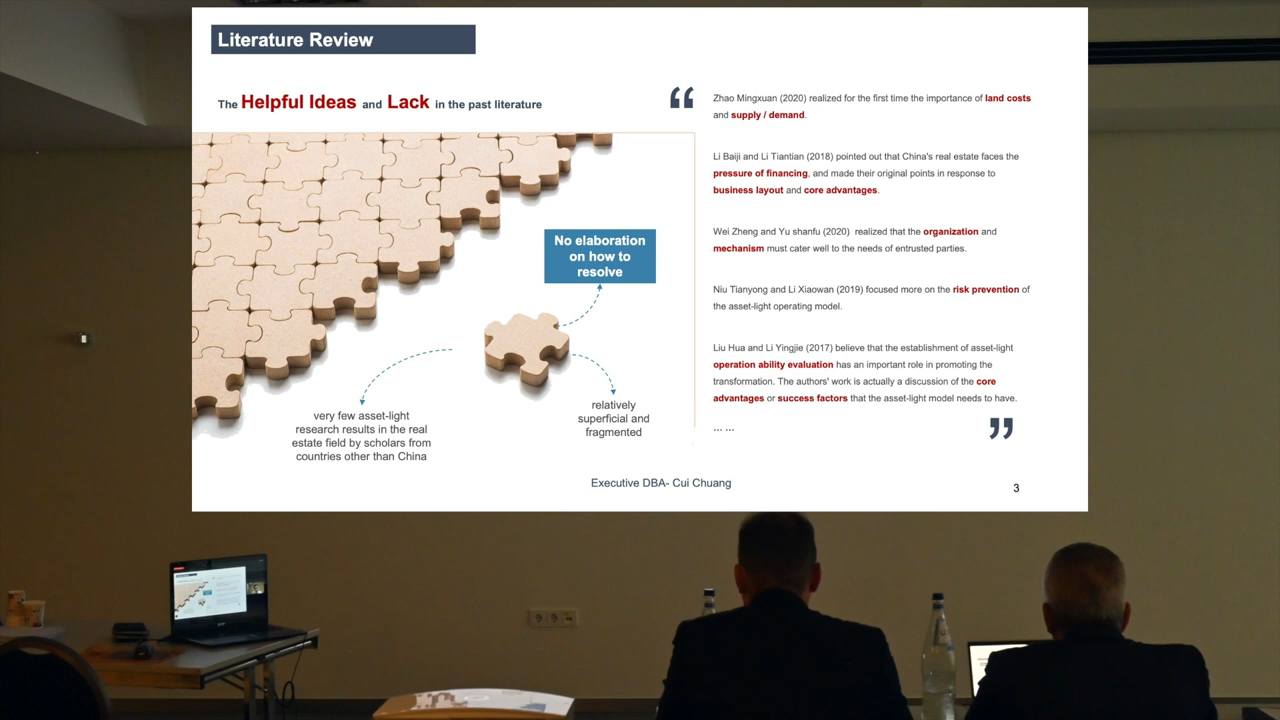 Literature Review
The Helpful Ideas and Lack in the past literature
No elaboration
on how to
resolve
very few asset-light
research results in the real
estate field by scholars from
countries other than China
relatively
superficial and
fragmented
“
Zhao Mingxuan (2020) realized for the first time the importance of land costs
and supply / demand.
Li Baiji and Li Tiantian (2018) pointed out that China's real estate faces the
pressure of financing, and made their original points in response to
business layout and core advantages.
Wei Zheng and Yu shanfu (2020) realized that the organization and
mechanism must cater well to the needs of entrusted parties.
Niu Tianyong and Li Xiaowan (2019) focused more on the risk prevention of
the asset-light operating model.
Liu Hua and Li Yingjie (2017) believe that the establishment of asset-light
operation ability evaluation has an important role in promoting the
transformation. The authors' work is actually a discussion of the core
advantages or success factors that the asset-light model needs to have.
... ...
”
Executive DBA- Cui Chuang
3